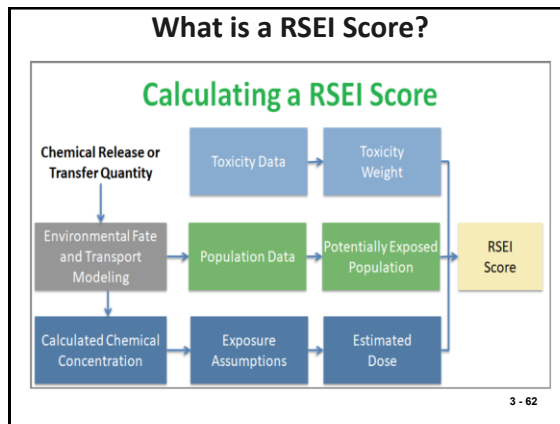 What is a RSEI Score?
Calculating a RSEI Score
Chemical Release or
Transfer Quantity
Toxicity Data
Toxicity
Weight
Environmental Fate
and Transport
Modeling
Population Data
Potentially Exposed
Population
RSEI
Score
Calculated Chemical
Concentration
Exposure
Assumptions
Estimated
Dose
3 - 62